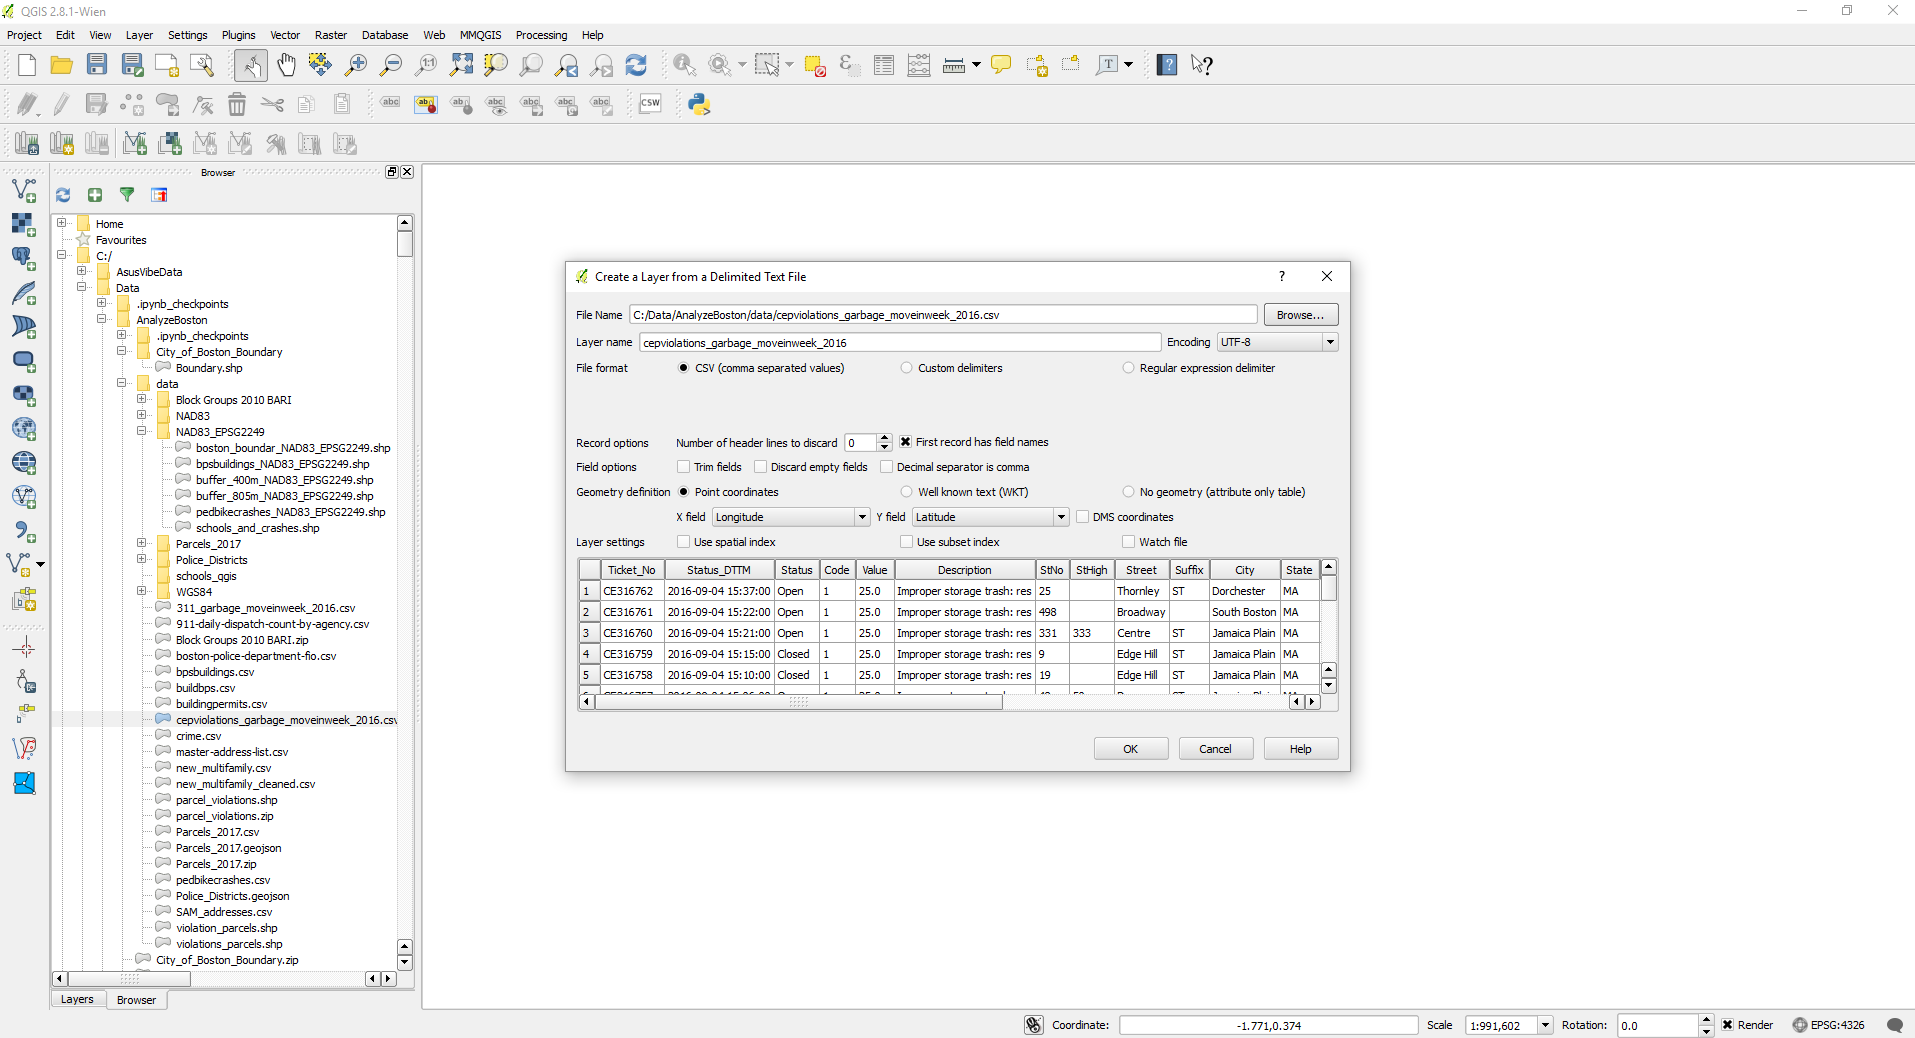 QGIS 2.8.1-Wien
Project Edit View Layer Settings Plugins Vector Raster Database Web MMQGIS Processing Help
CSW
Browser
Home
Favourites
C:/
AsusVibeData
Data
.ipynb_checkpoints
AnalyzeBoston
.ipynb_checkpoints
City_of_Boston_Boundary
Boundary.shp
data
Block Groups 2010 BARI
NAD83
NAD83_EPSG2249
boston_boundar_NAD83_EPSG2249.shp
bpsbuildings_NAD83_EPSG2249.shp
buffer_400m_NAD83_EPSG2249.shp
buffer_805m_NAD83_EPSG2249.shp
pedbikecrashes_NAD83_EPSG2249.shp
schools_and_crashes.shp
Parcels_2017
Police_Districts
schools_qgis
WGS84
311_garbage_moveinweek_2016.csv
911-daily-dispatch-count-by-agency.csv
Block Groups 2010 BARI.zip
boston-police-department-fio.csv
bpsbuildings.csv
buildbps.csv
buildingpermits.csv
cepviolations_garbage_moveinweek_2016.csv
crime.csv
master-address-list.csv
new_multifamily.csv
new_multifamily_cleaned.csv
parcel_violations.shp
parcel_violations.zip
Parcels_2017.csv
Parcels_2017.geojson
Parcels_2017.zip
pedbikecrashes.csv
Police_Districts.geojson
SAM_addresses.csv
violation_parcels.shp
violations_parcels.shp
City_of_Boston_Boundary.zip
Layers Browser
Create a Layer from a Delimited Text File
File Name C:/Data/AnalyzeBoston/data/cepviolations_garbage_moveinweek_2016.csv Browse...
Layer name cepviolations_garbage_moveinweek_2016 Encoding UTF-8
File format CSV (comma separated values) Custom delimiters Regular expression delimiter
Record options Number of header lines to discard 0 First record has field names
Field options Trim fields Discard empty fields Decimal separator is comma
Geometry definition Point coordinates Well known text (WKT) No geometry (attribute only table)
X field Longitude Y field Latitude DMS coordinates
Layer settings Use spatial index Use subset index Watch file
Ticket_No Status_DTTM Status Code Value Description StNo StHigh Street Suffix City State
1 CE316762 2016-09-04 15:37:00 Open 1 25.0 Improper storage trash: res 25 Thornley ST Dorchester MA
2 CE316761 2016-09-04 15:22:00 Open 1 25.0 Improper storage trash: res 498 Broadway South Boston MA
3 CE316760 2016-09-04 15:21:00 Open 1 25.0 Improper storage trash: res 331 333 Centre ST Jamaica Plain MA
4 CE316759 2016-09-04 15:15:00 Closed 1 25.0 Improper storage trash: res 9 Edge Hill ST Jamaica Plain MA
5 CE316758 2016-09-04 15:10:00 Closed 1 25.0 Improper storage trash: res 19 Edge Hill ST Jamaica Plain MA
OK Cancel Help
Coordinate: -1.771,0.374 Scale 1:991,602 Rotation: 0.0 Render EPSG:4326